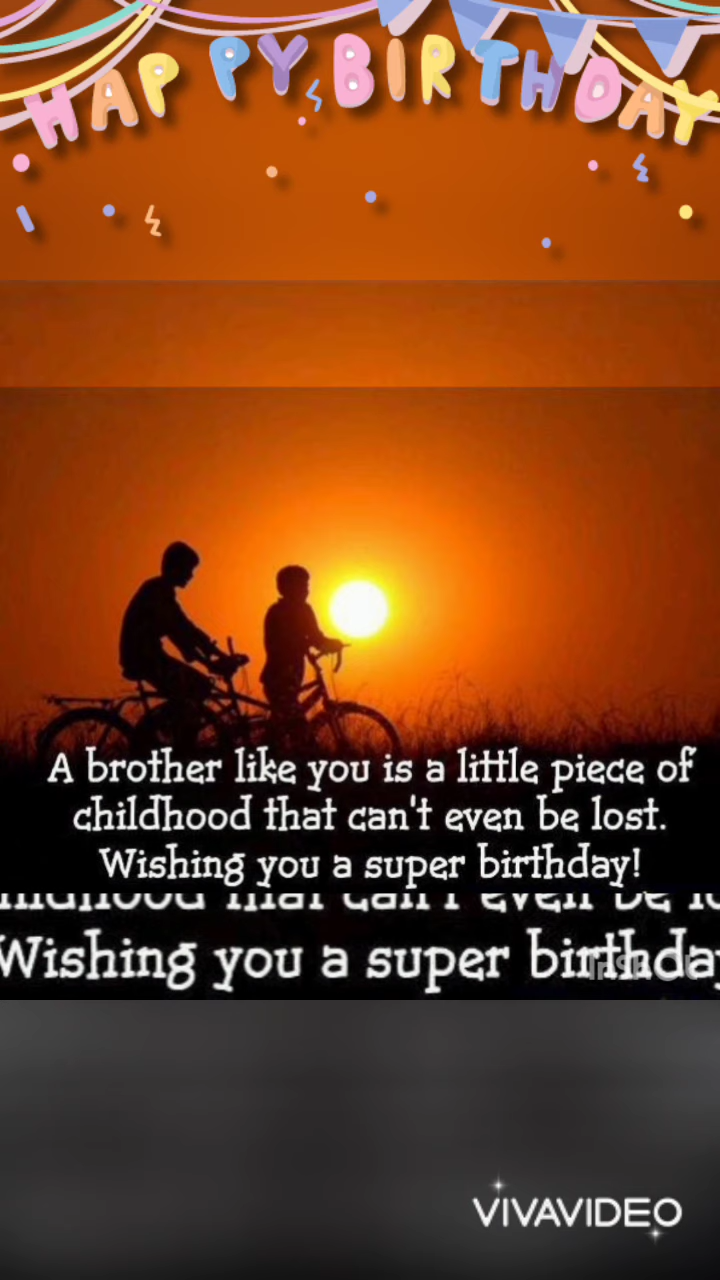 HAPPY BIRTHDAY
A brother like you is a little piece of
childhood that can't even be lost.
Wishing you a super birthday!
Wishing you a super birthday
VIVAVIDEO